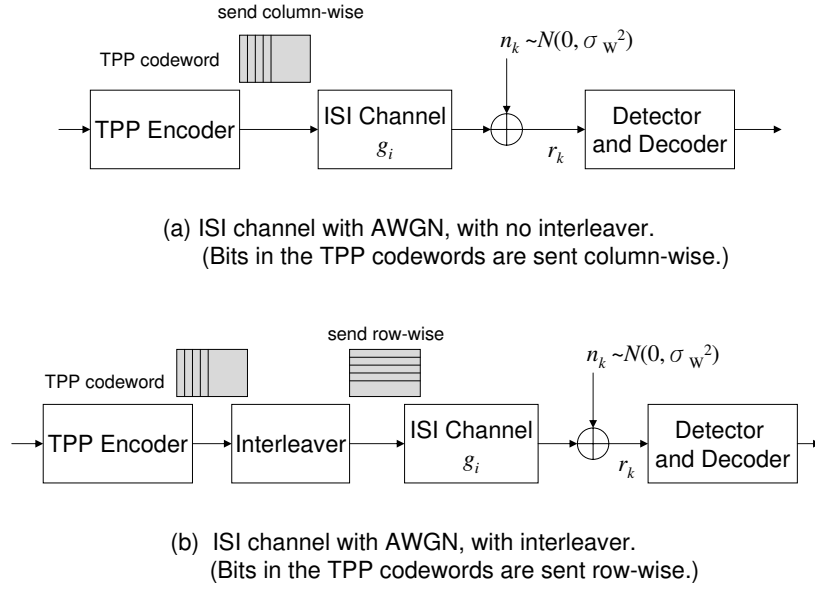 send column-wise
TPP codeword
n_k ~N(0, σ_W^2)
TPP Encoder
ISI Channel
g_i
r_k
Detector
and Decoder
(a) ISI channel with AWGN, with no interleaver.
(Bits in the TPP codewords are sent column-wise.)
send row-wise
TPP codeword
n_k ~N(0, σ_W^2)
TPP Encoder
Interleaver
ISI Channel
g_i
r_k
Detector
and Decoder
(b) ISI channel with AWGN, with interleaver.
(Bits in the TPP codewords are sent row-wise.)